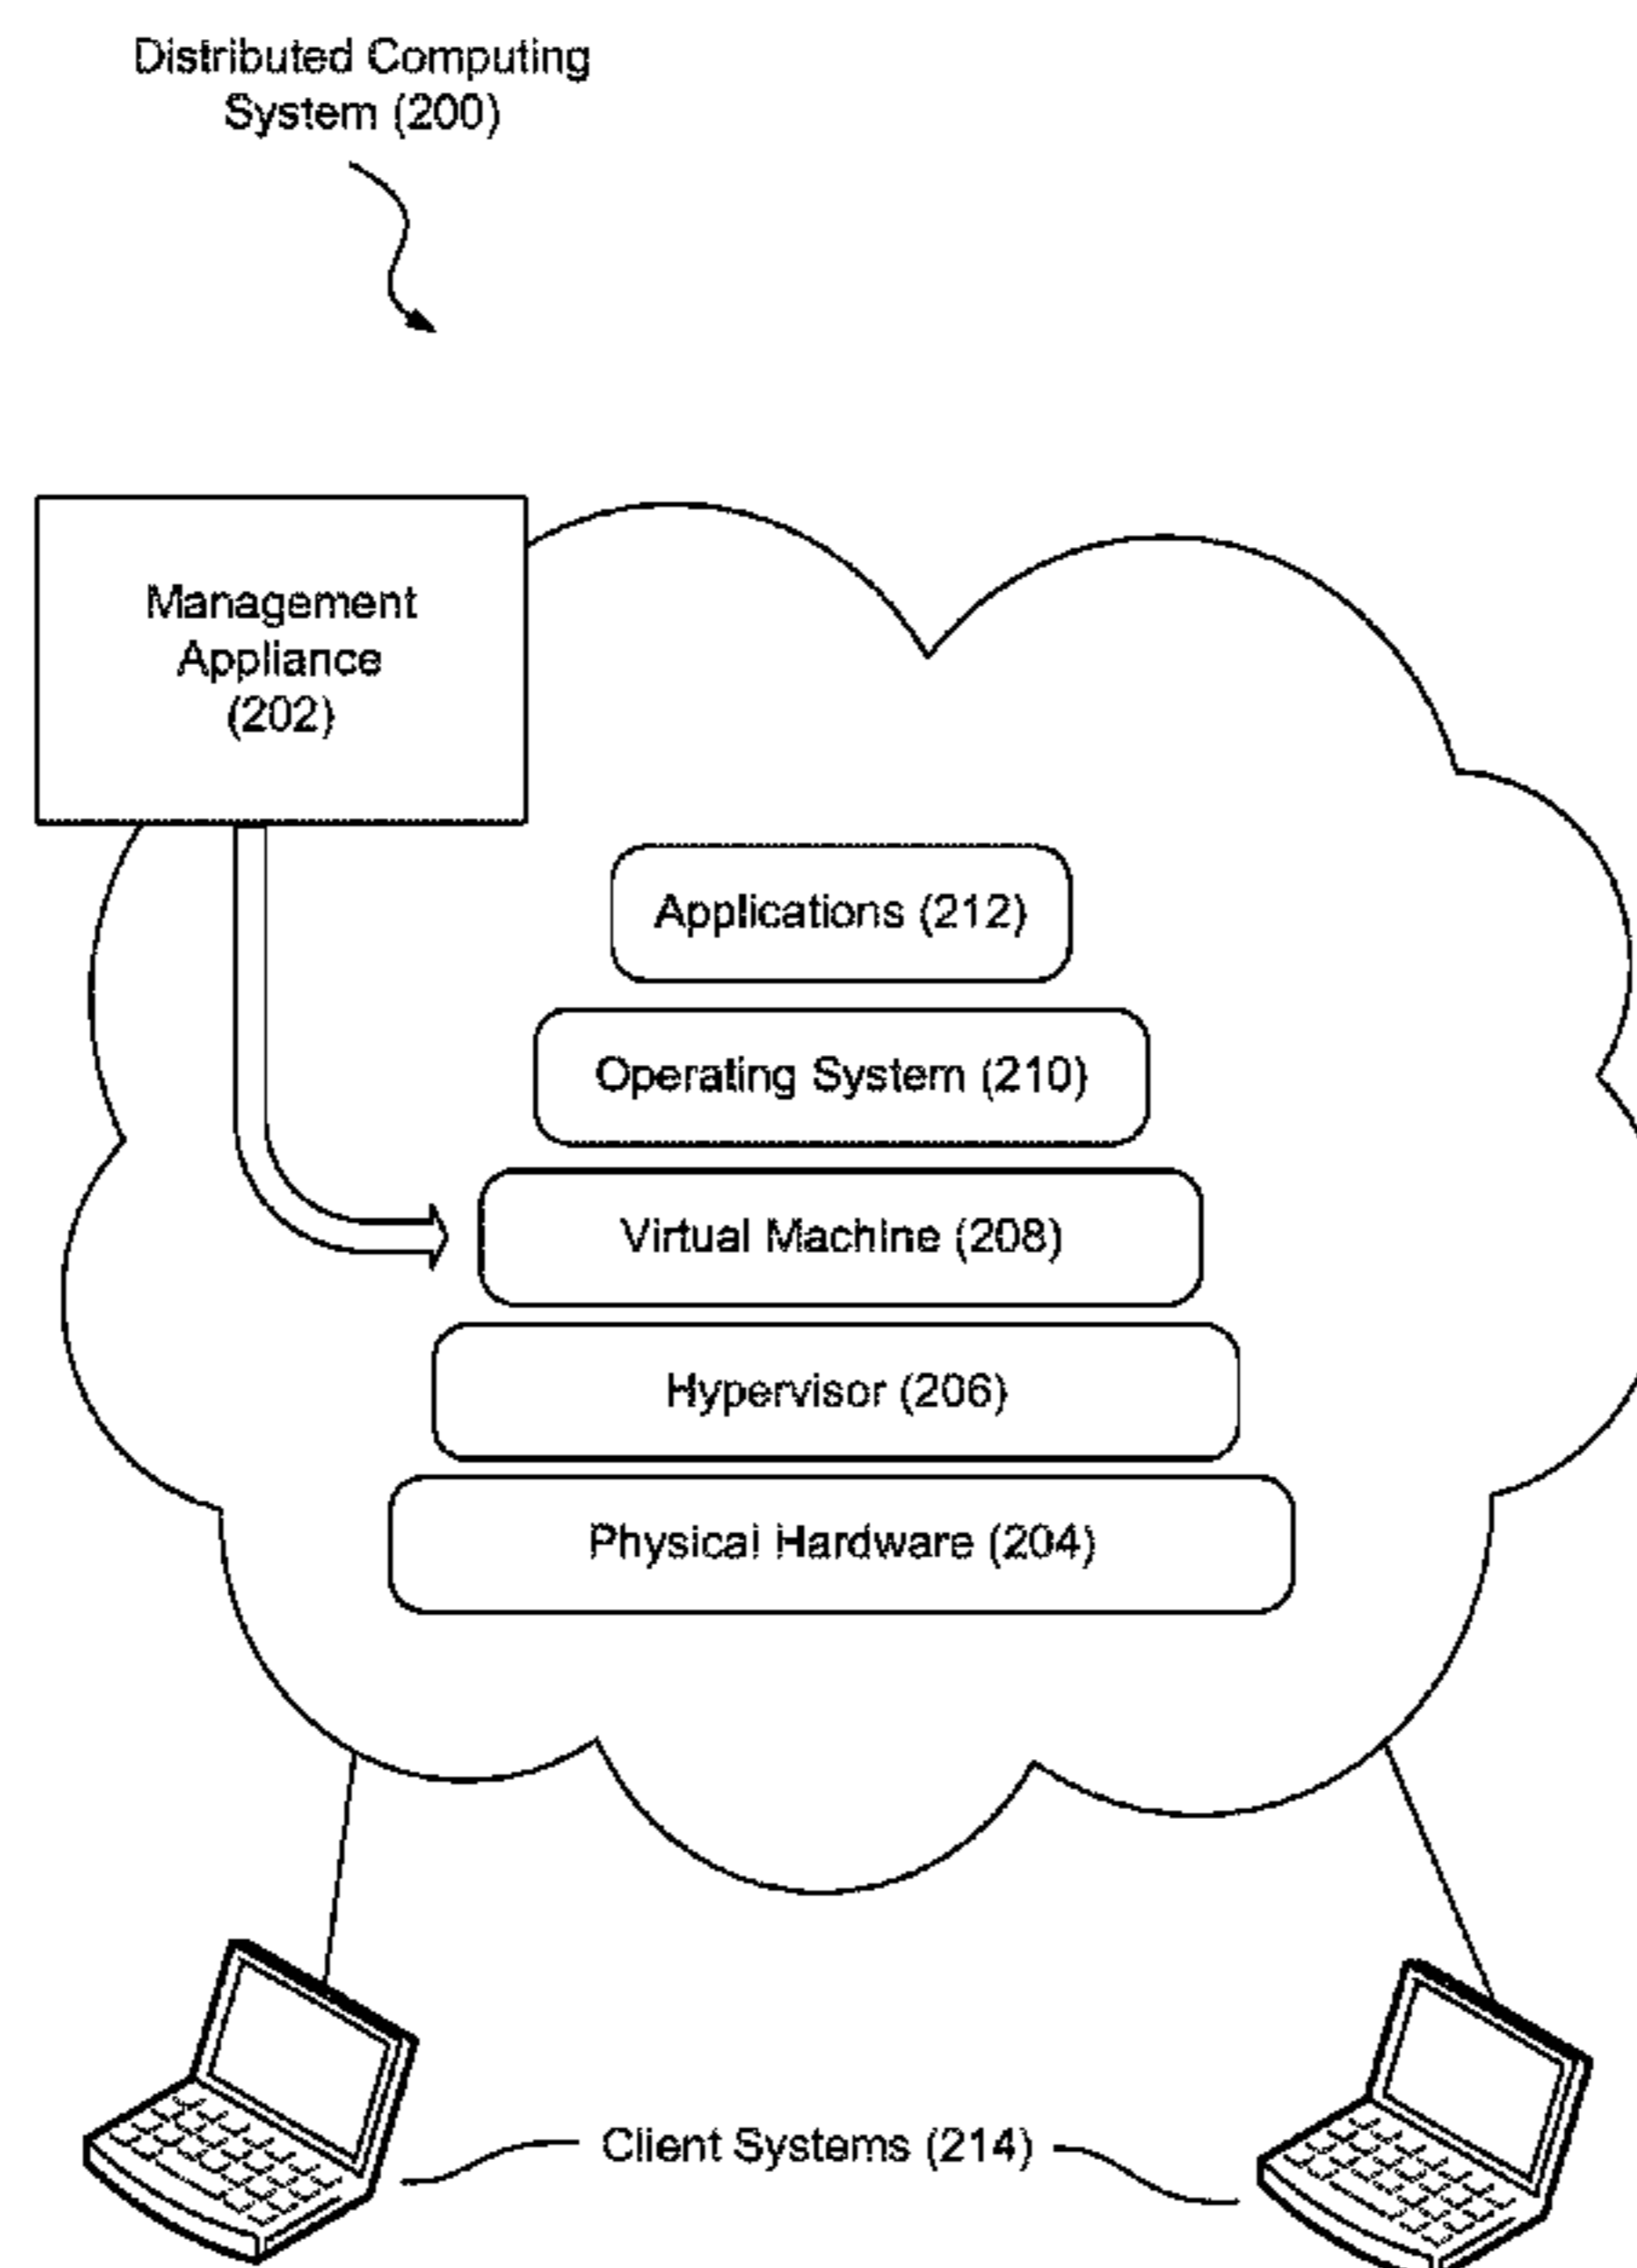 Distributed Computing
System (200)
Management
Appliance
(202)
Applications (212)
Operating System (210)
Virtual Machine (208)
Hypervisor (206)
Physical Hardware (204)
Client Systems (214)